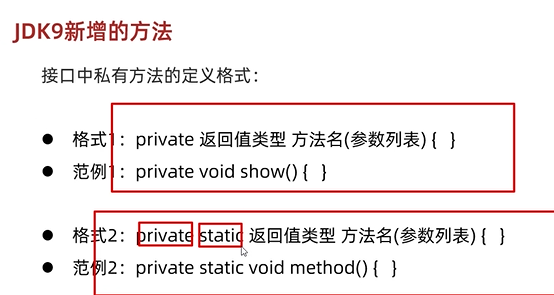 JDK9新增的方法
接口中私有方法的定义格式：
● 格式1：private 返回值类型 方法名(参数列表) { }
● 范例1：private void show() { }
● 格式2：private static 返回值类型 方法名(参数列表) { }
● 范例2：private static void method() { }